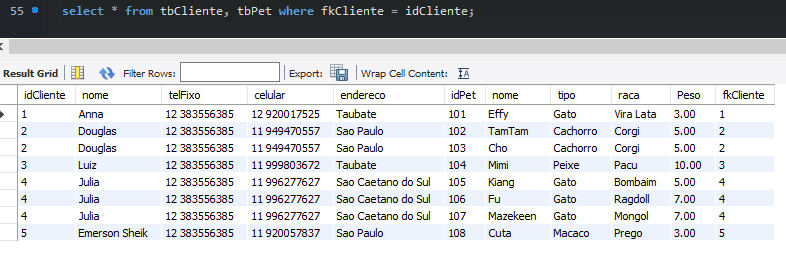 55 select * from tbCliente, tbPet where fkCliente = idCliente;
Result Grid Filter Rows: Export: Wrap Cell Content: IA
idCliente nome telFixo celular endereco idPet nome tipo raca Peso fkCliente
1 Anna 12 383556385 12 920017525 Taubate 101 Effy Gato Vira Lata 3.00 1
2 Douglas 12 383556385 11 949470557 Sao Paulo 102 TamTam Cachorro Corgi 5.00 2
2 Douglas 12 383556385 11 949470557 Sao Paulo 103 Cho Cachorro Corgi 5.00 2
3 Luiz 12 383556385 11 999803672 Taubate 104 Mimi Peixe Pacu 10.00 3
4 Julia 12 383556385 11 996277627 Sao Caetano do Sul 105 Kiang Gato Bombaim 5.00 4
4 Julia 12 383556385 11 996277627 Sao Caetano do Sul 106 Fu Gato Ragdoll 7.00 4
4 Julia 12 383556385 11 996277627 Sao Caetano do Sul 107 Mazekeen Gato Mongol 7.00 4
5 Emerson Sheik 12 383556385 11 920057837 Sao Paulo 108 Cuta Macaco Prego 3.00 5